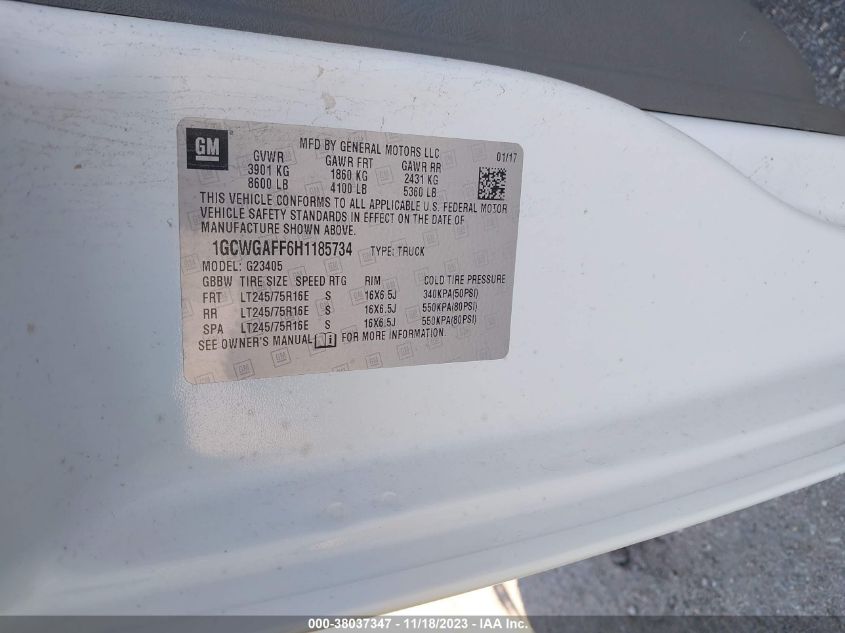 GM
MFD BY GENERAL MOTORS LLC 01/17
GVWR GAWR FRT GAWR RR
3901 KG 1860 KG 2431 KG
8600 LB 4100 LB 5360 LB
THIS VEHICLE CONFORMS TO ALL APPLICABLE U.S. FEDERAL MOTOR
VEHICLE SAFETY STANDARDS IN EFFECT ON THE DATE OF
MANUFACTURE SHOWN ABOVE.
1GCWGAFF6H1185734 TYPE: TRUCK
MODEL: G23405
GBBW TIRE SIZE SPEED RTG RIM COLD TIRE PRESSURE
FRT LT245/75R16E S 16X6.5J 340KPA(50PSI)
RR LT245/75R16E S 16X6.5J 550KPA(80PSI)
SPA LT245/75R16E S 16X6.5J 550KPA(80PSI)
SEE OWNER'S MANUAL i FOR MORE INFORMATION.
000-38037347 - 11/18/2023 - IAA Inc.